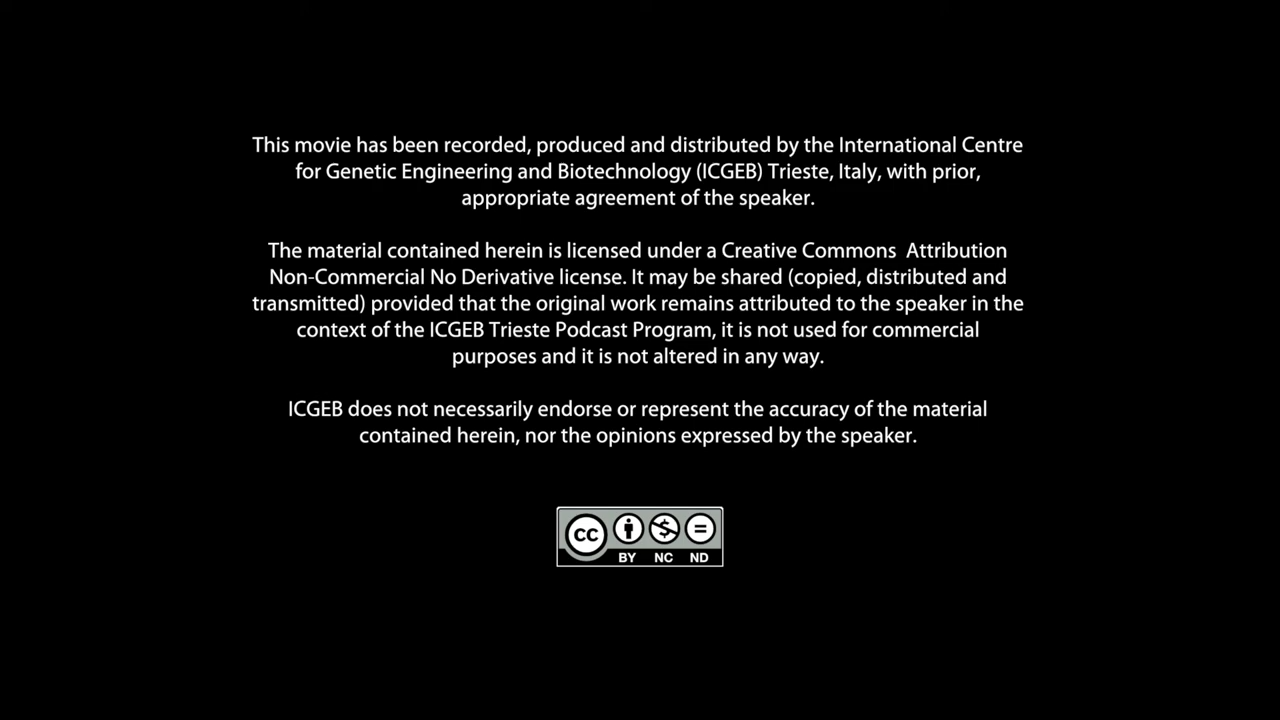 This movie has been recorded, produced and distributed by the International Centre
for Genetic Engineering and Biotechnology (ICGEB) Trieste, Italy, with prior,
appropriate agreement of the speaker.
The material contained herein is licensed under a Creative Commons Attribution
Non-Commercial No Derivative license. It may be shared (copied, distributed and
transmitted) provided that the original work remains attributed to the speaker in the
context of the ICGEB Trieste Podcast Program, it is not used for commercial
purposes and it is not altered in any way.
ICGEB does not necessarily endorse or represent the accuracy of the material
contained herein, nor the opinions expressed by the speaker.
CC $ =
BY NC ND